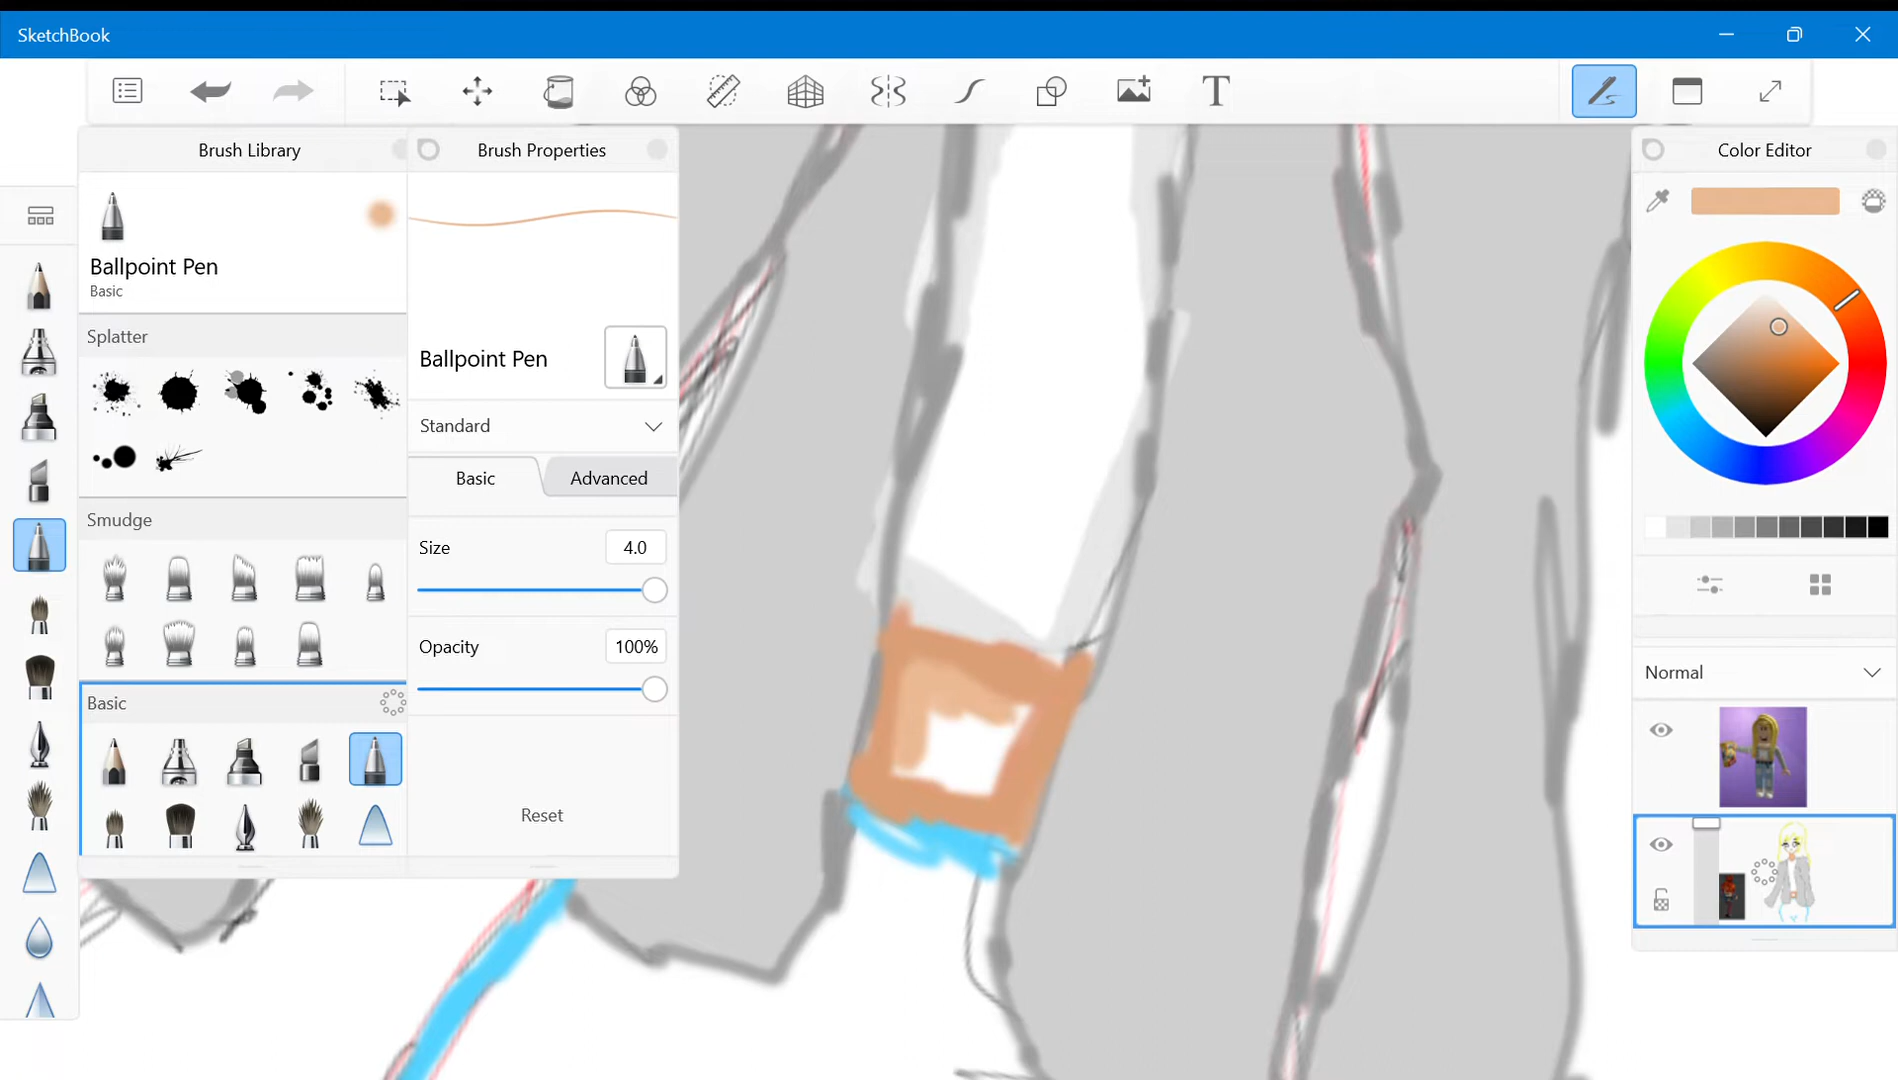 SketchBook
Brush Library
Brush Properties
Color Editor
Ballpoint Pen
Basic
Ballpoint Pen
Splatter
Standard
Basic
Advanced
Smudge
Size
4.0
Opacity
100%
Normal
Basic
Reset